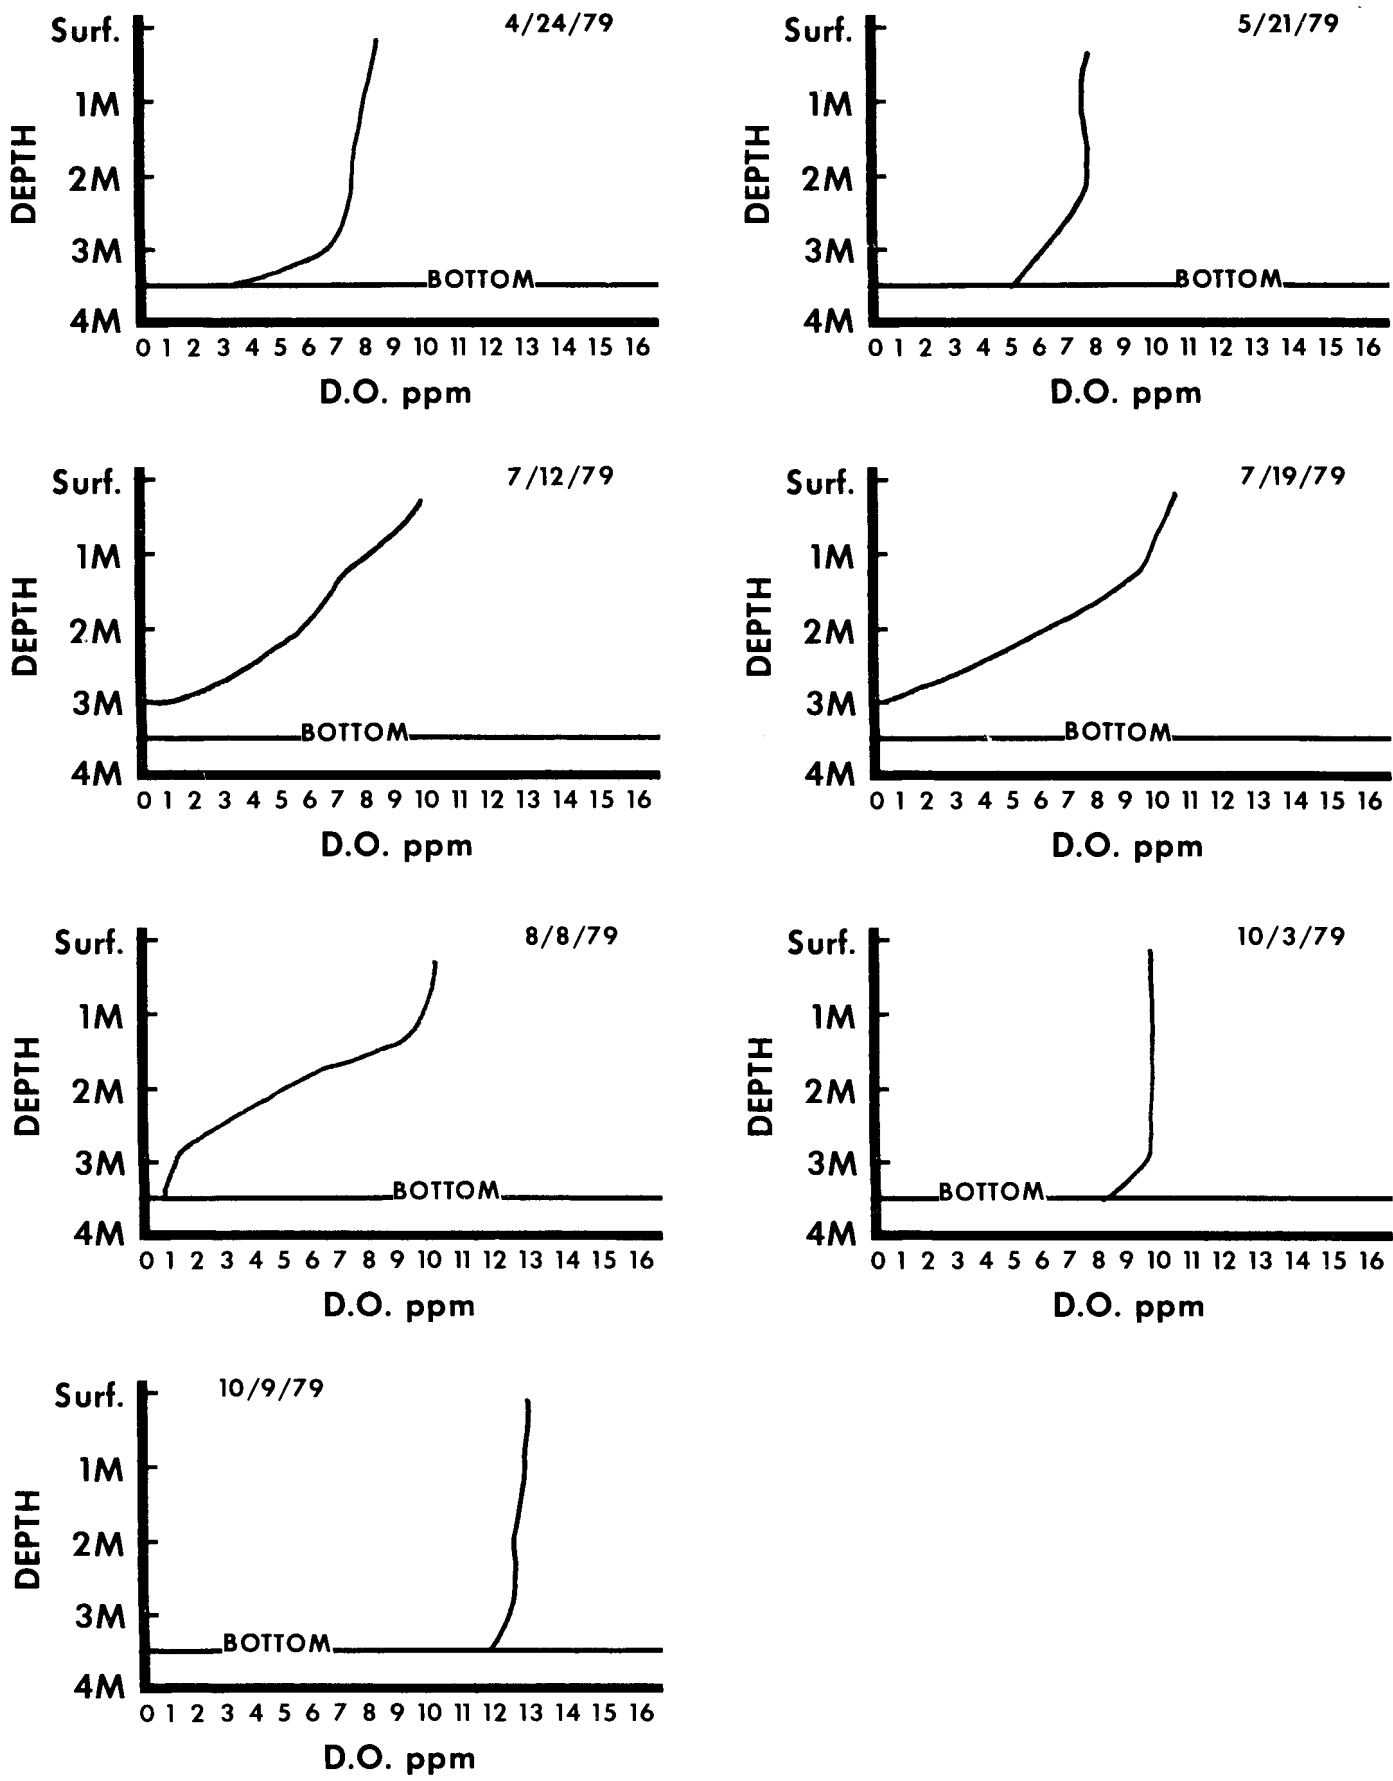 4/24/79
Surf.
1M
2M
3M
4M
DEPTH
BOTTOM
0 1 2 3 4 5 6 7 8 9 10 11 12 13 14 15 16
D.O. ppm
5/21/79
Surf.
1M
2M
3M
4M
DEPTH
BOTTOM
0 1 2 3 4 5 6 7 8 9 10 11 12 13 14 15 16
D.O. ppm
7/12/79
Surf.
1M
2M
3M
4M
DEPTH
BOTTOM
0 1 2 3 4 5 6 7 8 9 10 11 12 13 14 15 16
D.O. ppm
7/19/79
Surf.
1M
2M
3M
4M
DEPTH
BOTTOM
0 1 2 3 4 5 6 7 8 9 10 11 12 13 14 15 16
D.O. ppm
8/8/79
Surf.
1M
2M
3M
4M
DEPTH
BOTTOM
0 1 2 3 4 5 6 7 8 9 10 11 12 13 14 15 16
D.O. ppm
10/3/79
Surf.
1M
2M
3M
4M
DEPTH
BOTTOM
0 1 2 3 4 5 6 7 8 9 10 11 12 13 14 15 16
D.O. ppm
10/9/79
Surf.
1M
2M
3M
4M
DEPTH
BOTTOM
0 1 2 3 4 5 6 7 8 9 10 11 12 13 14 15 16
D.O. ppm